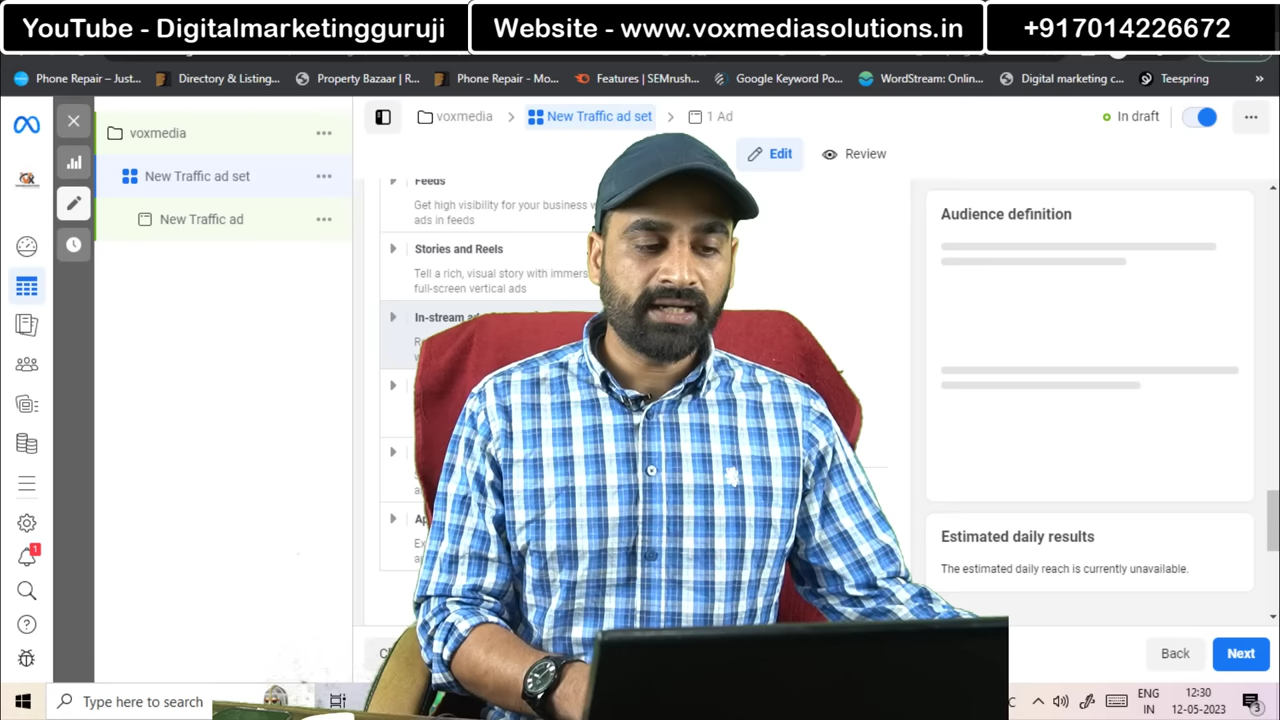 YouTube - Digitalmarketingguruji
Website - www.voxmediasolutions.in
+917014226672
Phone Repair – Just...
Directory & Listing...
Property Bazaar | R...
Phone Repair - Mo...
Features | SEMrush...
Google Keyword Po...
WordStream: Onlin...
Digital marketing c...
Teespring
»
voxmedia
New Traffic ad set
New Traffic ad
voxmedia > New Traffic ad set > 1 Ad
In draft
Edit
Review
Feeds
Get high visibility for your business w
ads in feeds
Stories and Reels
Tell a rich, visual story with immers
full-screen vertical ads
In-stream
Audience definition
Estimated daily results
The estimated daily reach is currently unavailable.
Back
Next
1
Type here to search
ENG
IN
12:30
12-05-2023
3